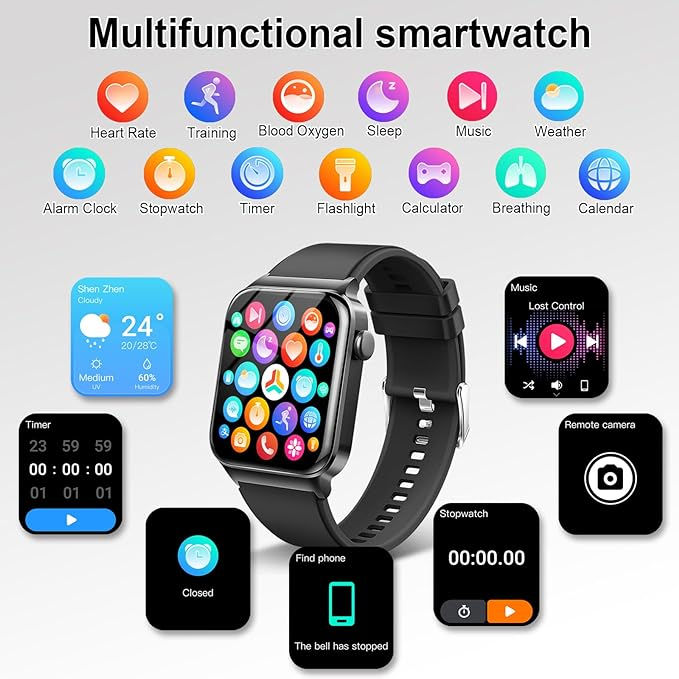 Multifunctional smartwatch
Heart Rate
Training
Blood Oxygen
Sleep
Music
Weather
Alarm Clock
Stopwatch
Timer
Flashlight
Calculator
Breathing
Calendar
Shen Zhen
Cloudy
24°
20/28℃
Medium
UV
60%
Humidity
Music
Lost Control
Timer
23 59 59
00 : 00 : 00
01 01 01
Remote camera
Closed
Find phone
The bell has stopped
Stopwatch
00:00.00